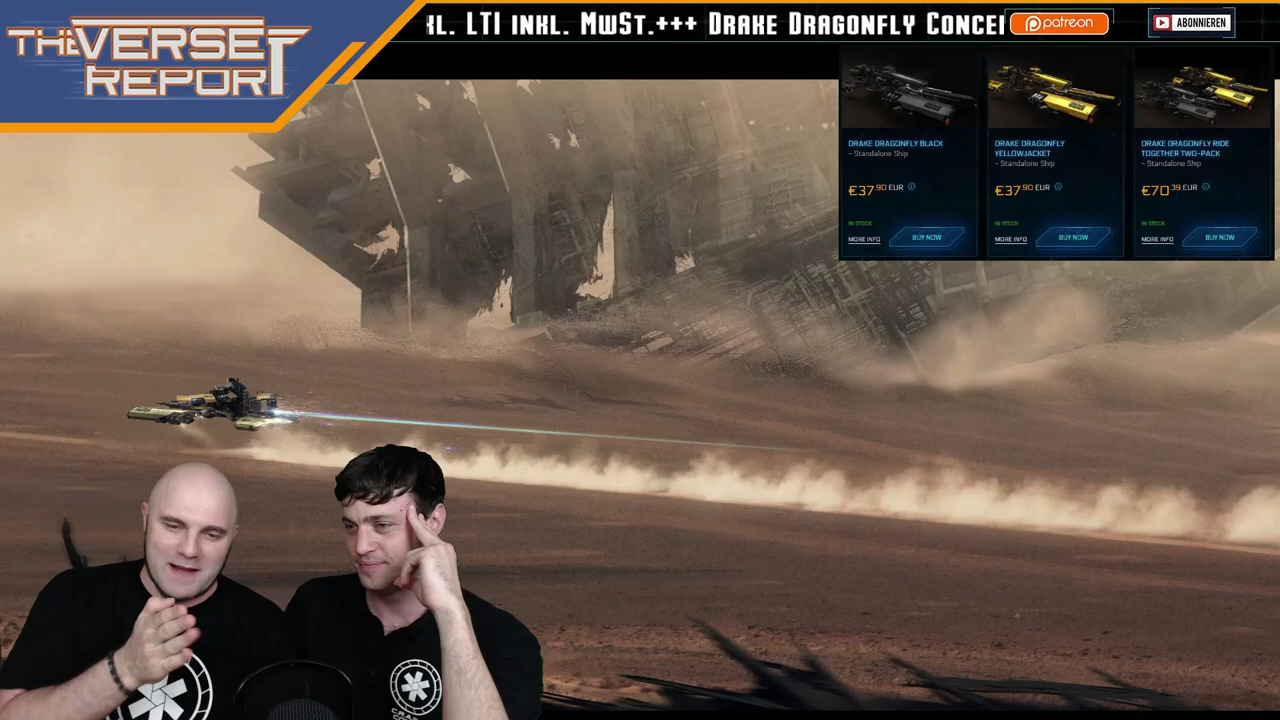 THE VERSE
REPORT
KL. LTI INKL. MWST.+++ DRAKE DRAGONFLY CONCE
patreon
ABONNIEREN
DRAKE DRAGONFLY BLACK
- Standalone Ship
€37.90 EUR
IN STOCK
MORE INFO
BUY NOW
DRAKE DRAGONFLY
YELLOWJACKET
- Standalone Ship
€37.90 EUR
IN STOCK
MORE INFO
BUY NOW
DRAKE DRAGONFLY RIDE
TOGETHER TWO-PACK
- Standalone Ship
€70.39 EUR
IN STOCK
MORE INFO
BUY NOW